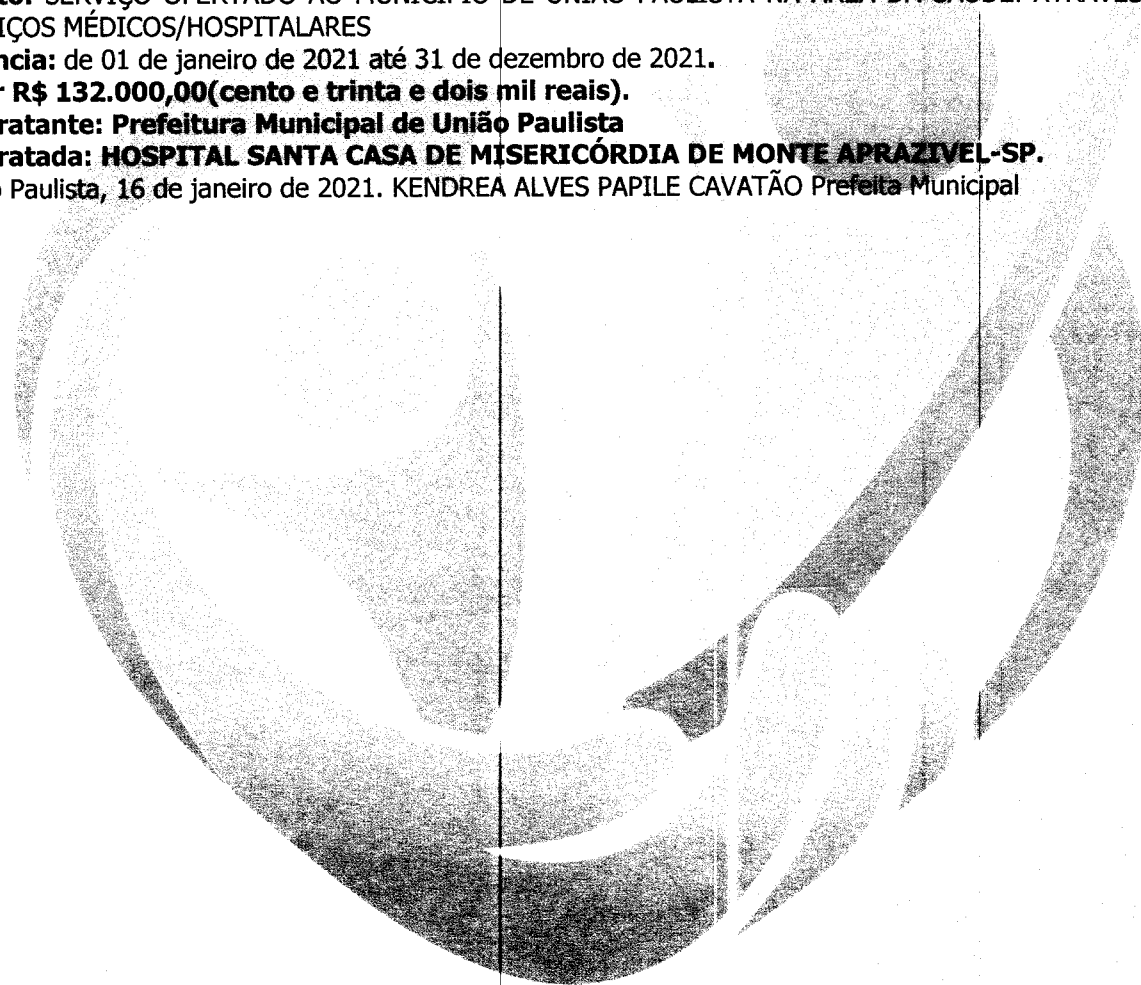 to: SERVIÇO OFERTADO AO MUNICÍPIO DE UNIÃO PAULISTA NA ÁREA DA SAÚDE, ATRAVÉS
IÇOS MÉDICOS/HOSPITALARES
ncia: de 01 de janeiro de 2021 até 31 de dezembro de 2021.
r R$ 132.000,00(cento e trinta e dois mil reais).
ratante: Prefeitura Municipal de União Paulista
ratada: HOSPITAL SANTA CASA DE MISERICÓRDIA DE MONTE APRAZIVEL-SP.
o Paulista, 16 de janeiro de 2021. KENDREA ALVES PAPILE CAVATÃO Prefeita Municipal